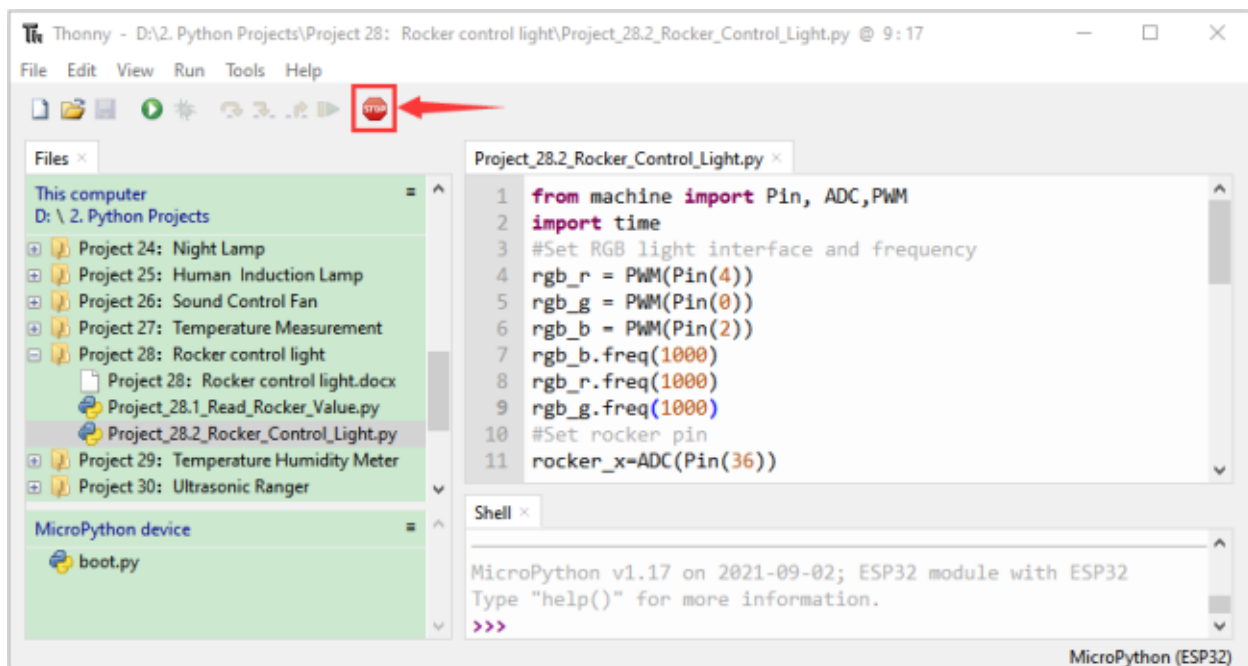 Thonny - D:\2. Python Projects\Project 28: Rocker control light\Project_28.2_Rocker_Control_Light.py @ 9:17
File Edit View Run Tools Help
STOP
Files
This computer
D: \ 2. Python Projects
Project 24: Night Lamp
Project 25: Human Induction Lamp
Project 26: Sound Control Fan
Project 27: Temperature Measurement
Project 28: Rocker control light
Project 28: Rocker control light.docx
Project_28.1_Read_Rocker_Value.py
Project_28.2_Rocker_Control_Light.py
Project 29: Temperature Humidity Meter
Project 30: Ultrasonic Ranger
MicroPython device
boot.py
Project_28.2_Rocker_Control_Light.py
1 from machine import Pin, ADC,PWM
2 import time
3 #Set RGB light interface and frequency
4 rgb_r = PWM(Pin(4))
5 rgb_g = PWM(Pin(0))
6 rgb_b = PWM(Pin(2))
7 rgb_b.freq(1000)
8 rgb_r.freq(1000)
9 rgb_g.freq(1000)
10 #Set rocker pin
11 rocker_x=ADC(Pin(36))
Shell
MicroPython v1.17 on 2021-09-02; ESP32 module with ESP32
Type "help()" for more information.
>>>
MicroPython (ESP32)